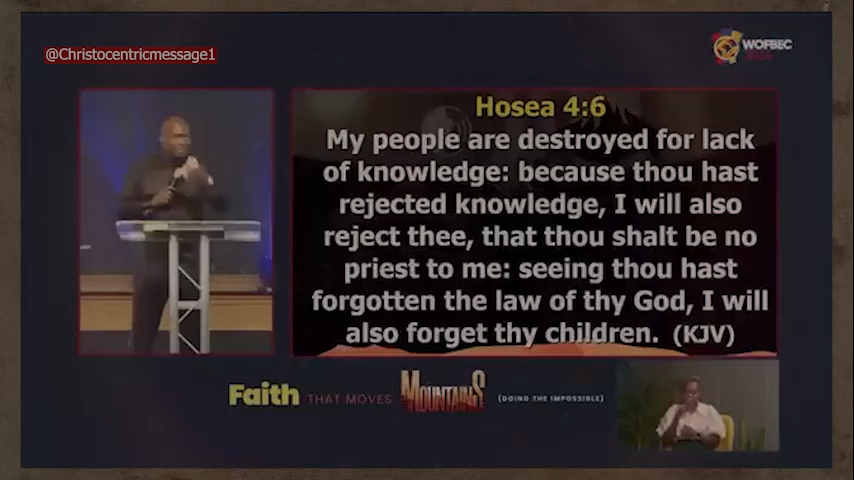 @Christocentricmessage1
WOFBEC
Hosea 4:6
My people are destroyed for lack
of knowledge: because thou hast
rejected knowledge, I will also
reject thee, that thou shalt be no
priest to me: seeing thou hast
forgotten the law of thy God, I will
also forget thy children. (KJV)
Faith THAT MOVES MOUNTAINS (DOING THE IMPOSSIBLE)